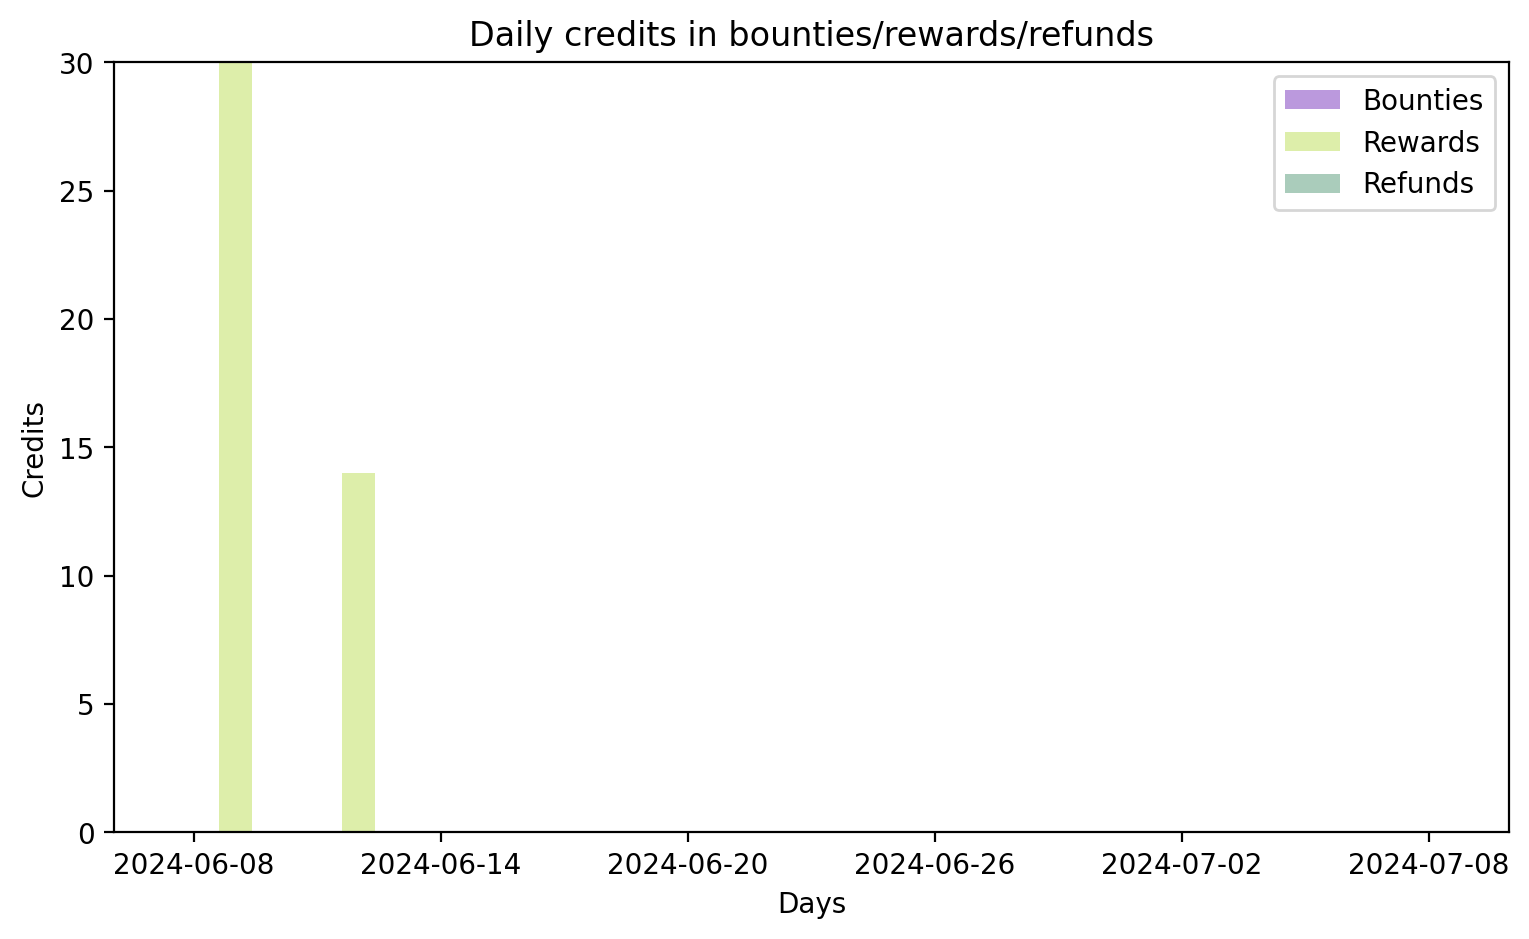 Daily credits in bounties/rewards/refunds
30
25
20
15
10
5
0
Credits
Bounties
Rewards
Refunds
2024-06-08 2024-06-14 2024-06-20 2024-06-26 2024-07-02 2024-07-08
Days